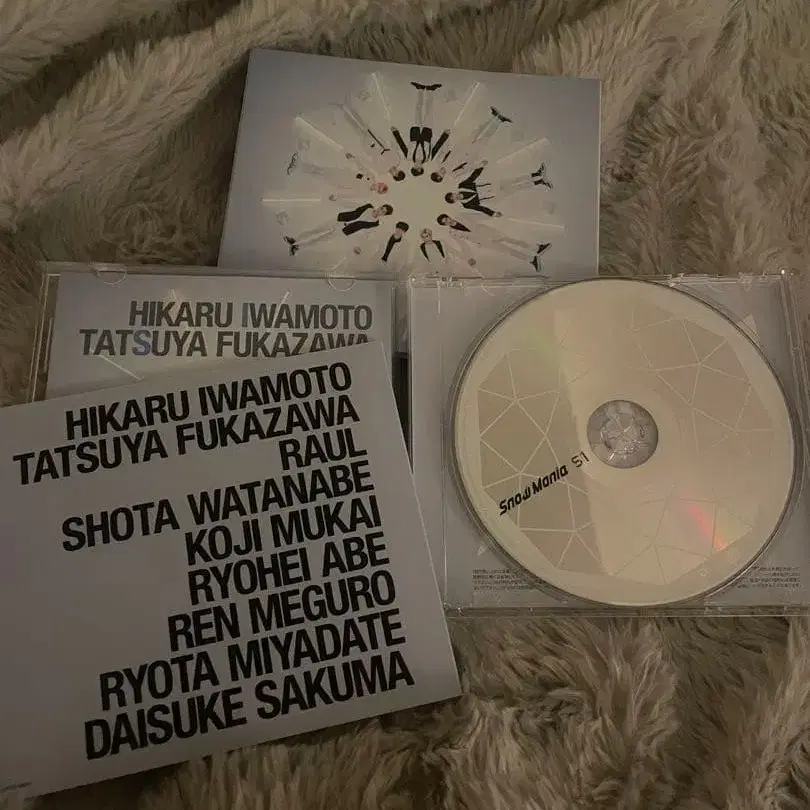 HIKARU IWAMOTO
TATSUYA FUKAZAWA
HIKARU IWAMOTO
TATSUYA FUKAZAWA
RAUL
SHOTA WATANABE
KOJI MUKAI
RYOHEI ABE
REN MEGURO
RYOTA MIYADATE
DAISUKE SAKUMA
Snow Mania S1